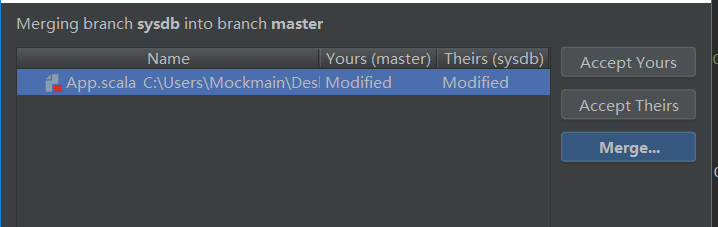 Merging branch sysdb into branch master
Name Yours (master) Theirs (sysdb)
App.scala C:\Users\Mockmain\Des Modified Modified
Accept Yours
Accept Theirs
Merge...